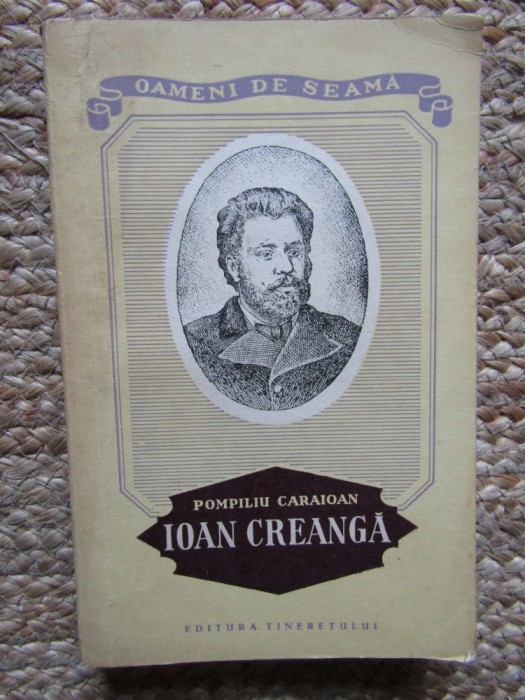 OAMENI DE SEAMĂ
POMPILIU CARAIOAN
IOAN CREANGĂ
EDITURA TINERETULUI